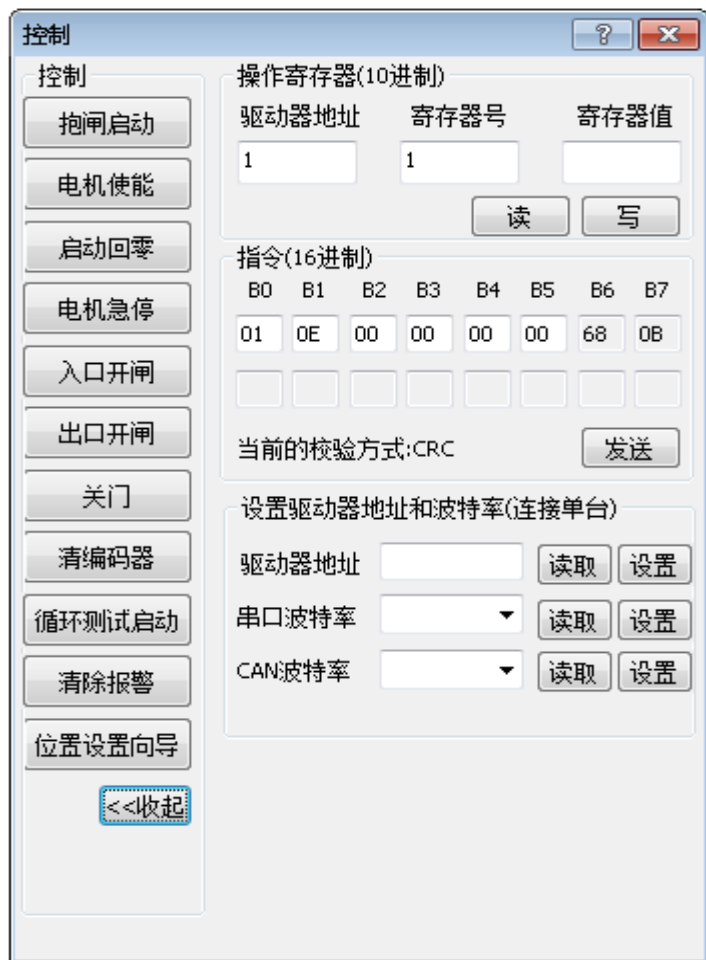 控制
控制
抱闸启动
电机使能
启动回零
电机急停
入口开闸
出口开闸
关门
清编码器
循环测试启动
清除报警
位置设置向导
<<收起
操作寄存器(10进制)
驱动器地址 寄存器号 寄存器值
1 1
读 写
指令(16进制)
B0 B1 B2 B3 B4 B5 B6 B7
01 0E 00 00 00 00 68 0B
当前的校验方式:CRC 发送
设置驱动器地址和波特率(连接单台)
驱动器地址 读取 设置
串口波特率 读取 设置
CAN波特率 读取 设置